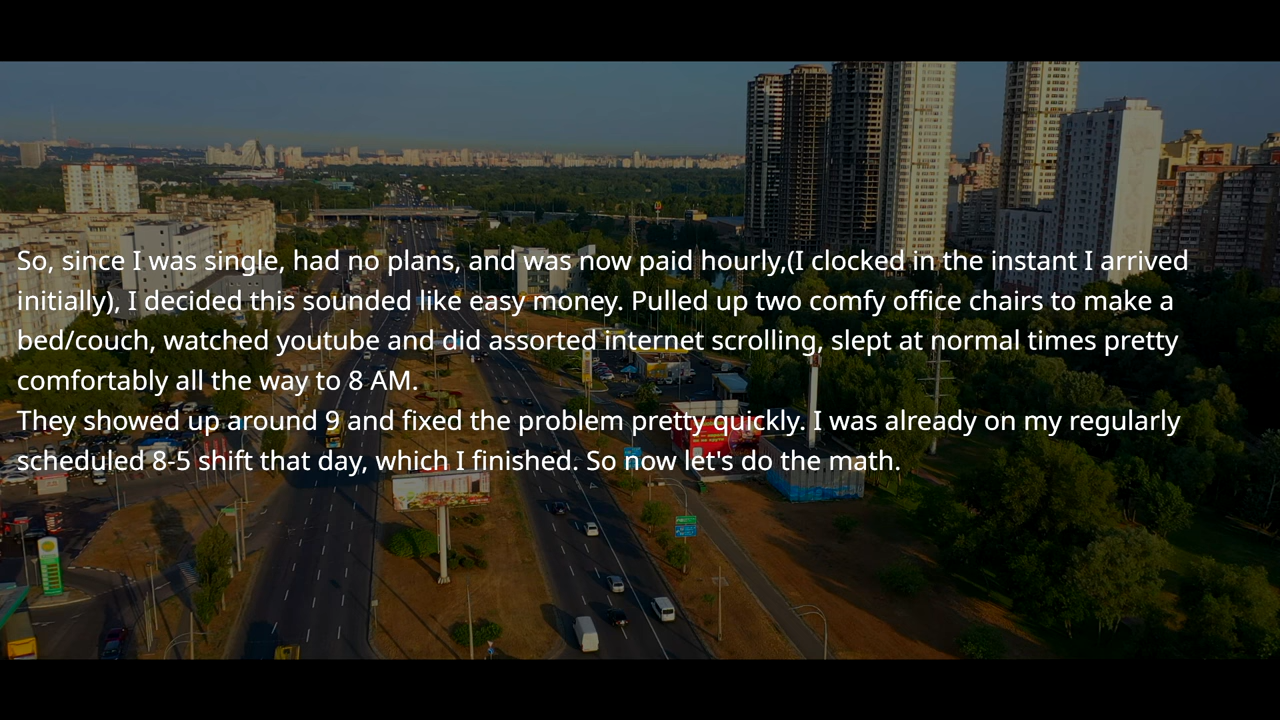 So, since I was single, had no plans, and was now paid hourly,(I clocked in the instant I arrived
initially), I decided this sounded like easy money. Pulled up two comfy office chairs to make a
bed/couch, watched youtube and did assorted internet scrolling, slept at normal times pretty
comfortably all the way to 8 AM.
They showed up around 9 and fixed the problem pretty quickly. I was already on my regularly
scheduled 8-5 shift that day, which I finished. So now let's do the math.